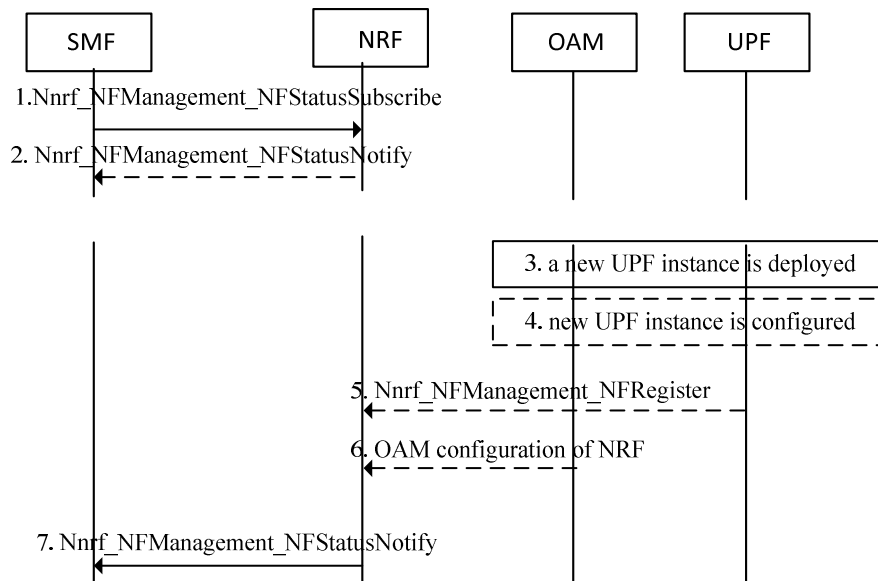 SMF
NRF
OAM
UPF
1.Nnrf_NFManagement_NFStatusSubscribe
2. Nnrf_NFManagement_NFStatusNotify
3. a new UPF instance is deployed
4. new UPF instance is configured
5. Nnrf_NFManagement_NFRegister
6. OAM configuration of NRF
7. Nnrf_NFManagement_NFStatusNotify